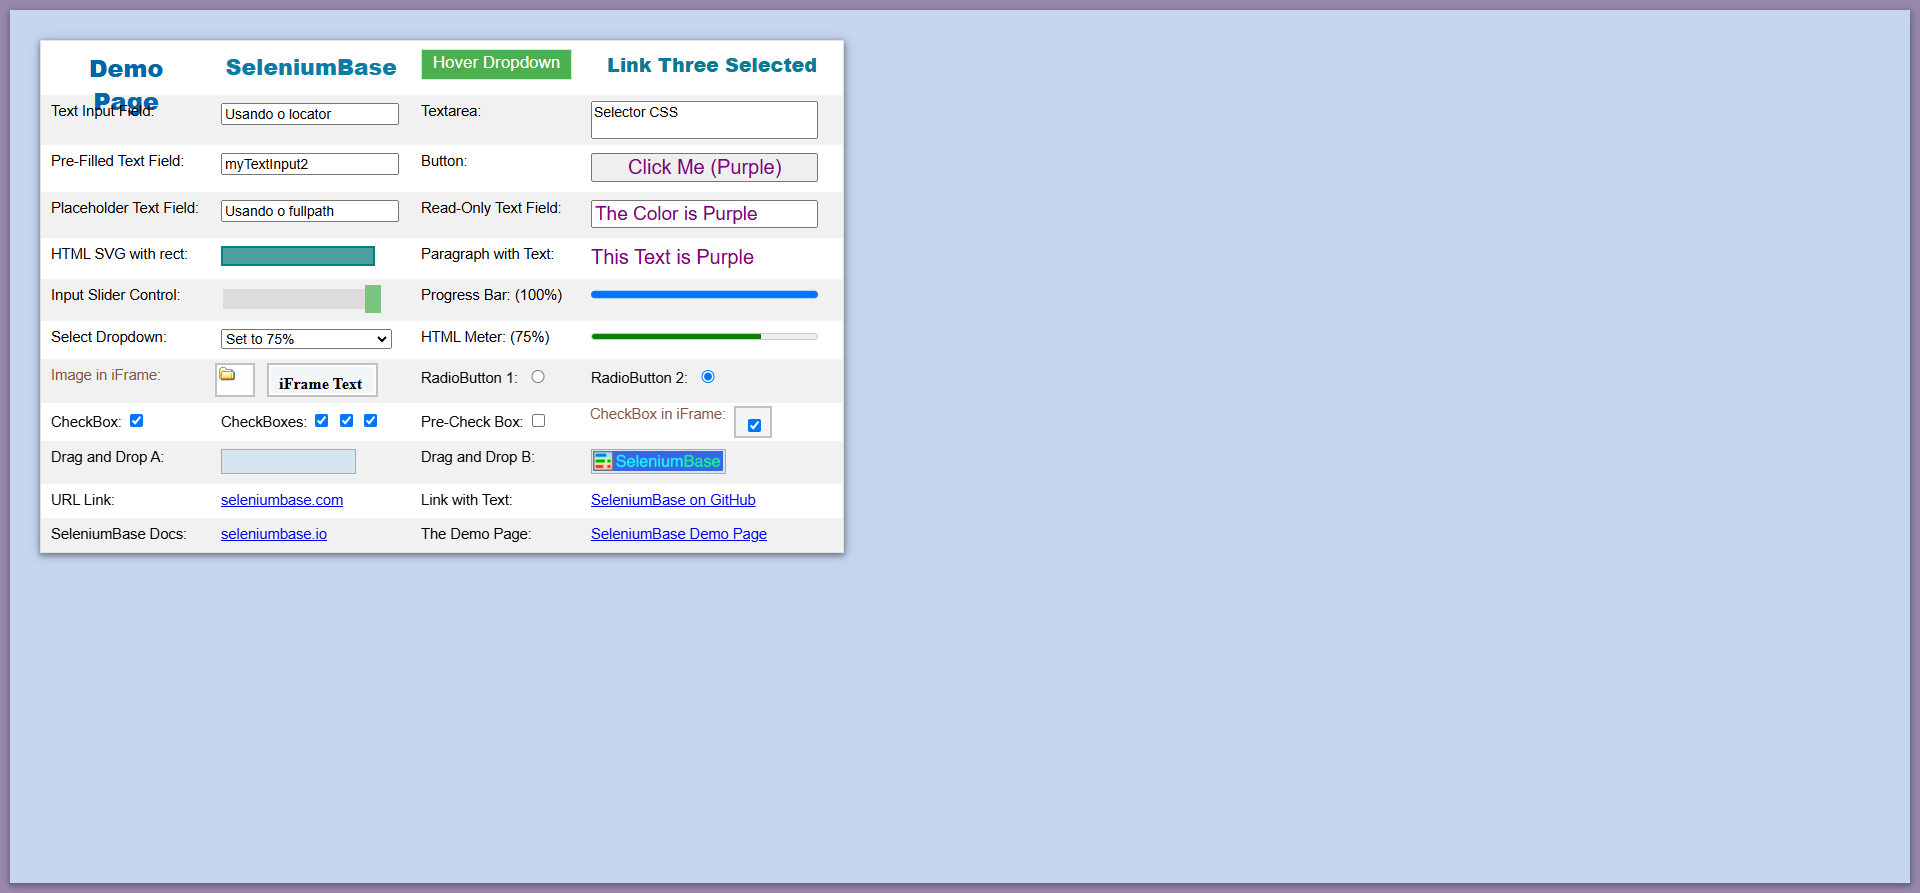 Demo Page
SeleniumBase
Hover Dropdown
Link Three Selected
Text Input Field:
Usando o locator
Textarea:
Selector CSS
Pre-Filled Text Field:
myTextInput2
Button:
Click Me (Purple)
Placeholder Text Field:
Usando o fullpath
Read-Only Text Field:
The Color is Purple
HTML SVG with rect:
Paragraph with Text:
This Text is Purple
Input Slider Control:
Progress Bar: (100%)
Select Dropdown:
Set to 75%
HTML Meter: (75%)
Image in iFrame:
iFrame Text
RadioButton 1:
RadioButton 2:
CheckBox:
CheckBoxes:
Pre-Check Box:
CheckBox in iFrame:
Drag and Drop A:
Drag and Drop B:
SeleniumBase
URL Link:
seleniumbase.com
Link with Text:
SeleniumBase on GitHub
SeleniumBase Docs:
seleniumbase.io
The Demo Page:
SeleniumBase Demo Page